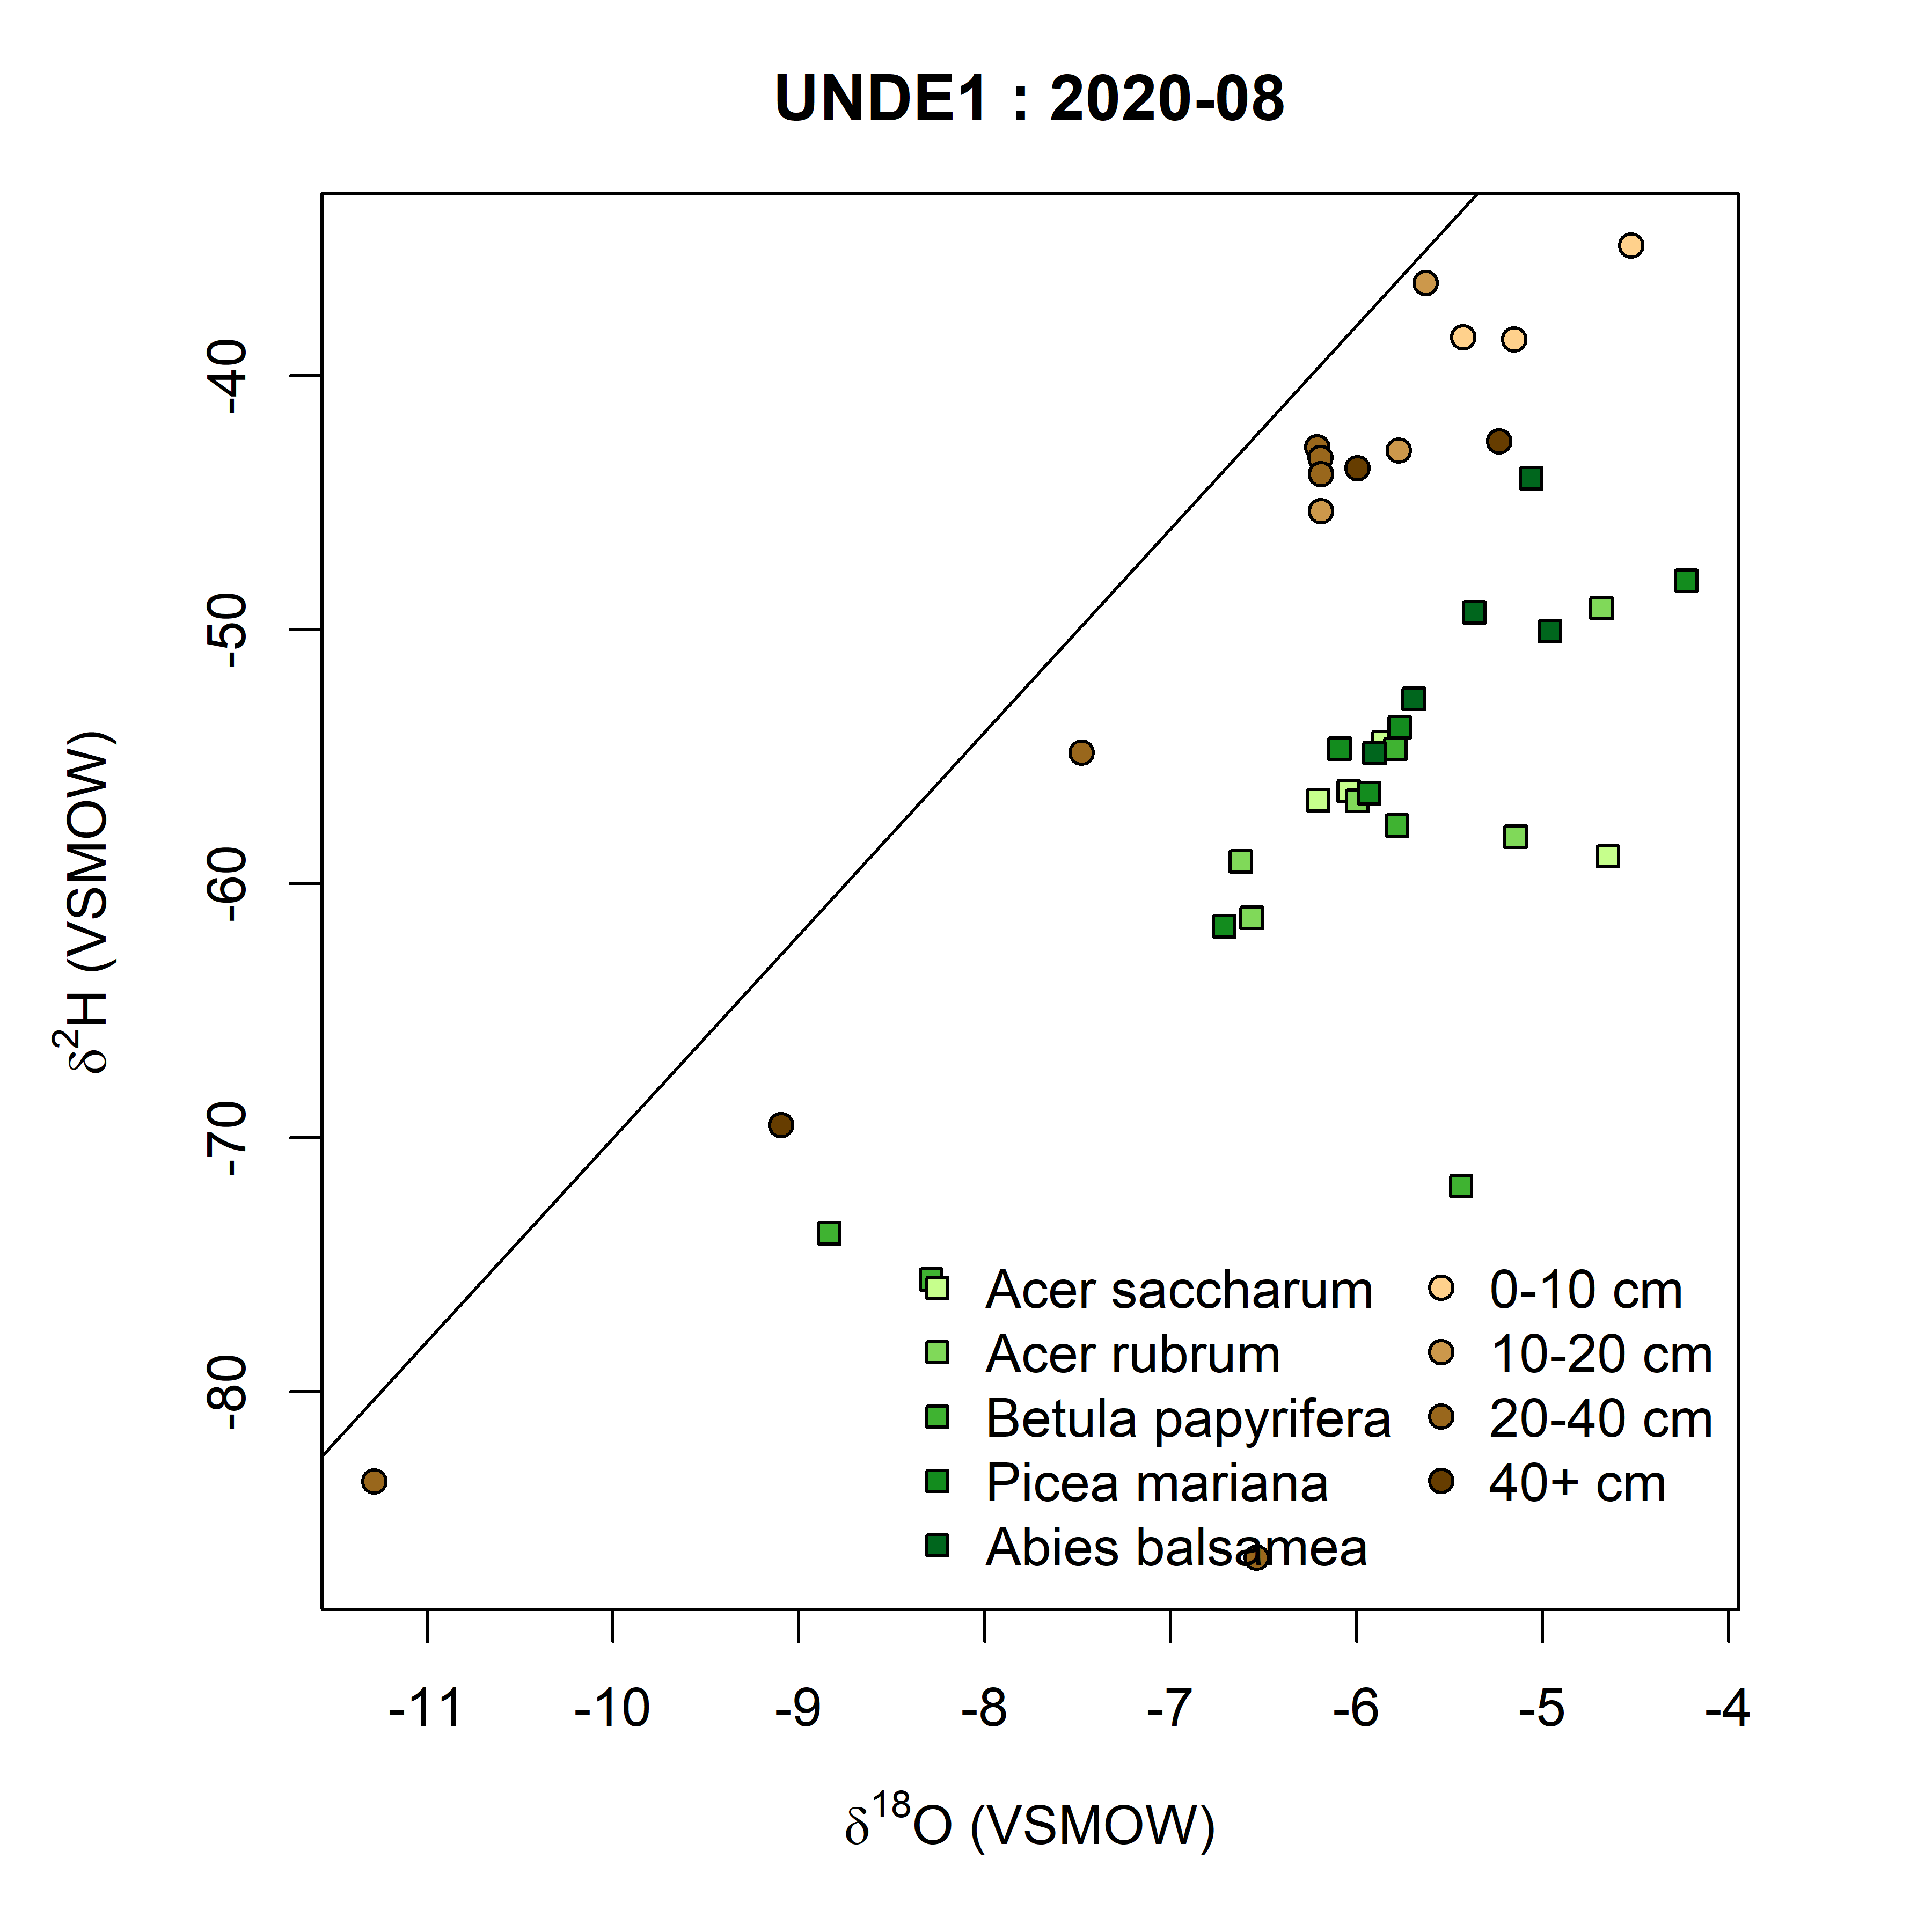 UNDE1 : 2020-08
δ²H (VSMOW)
-40
-50
-60
-70
-80
Acer saccharum
Acer rubrum
Betula papyrifera
Picea mariana
Abies balsamea
0-10 cm
10-20 cm
20-40 cm
40+ cm
-11 -10 -9 -8 -7 -6 -5 -4
δ¹⁸O (VSMOW)